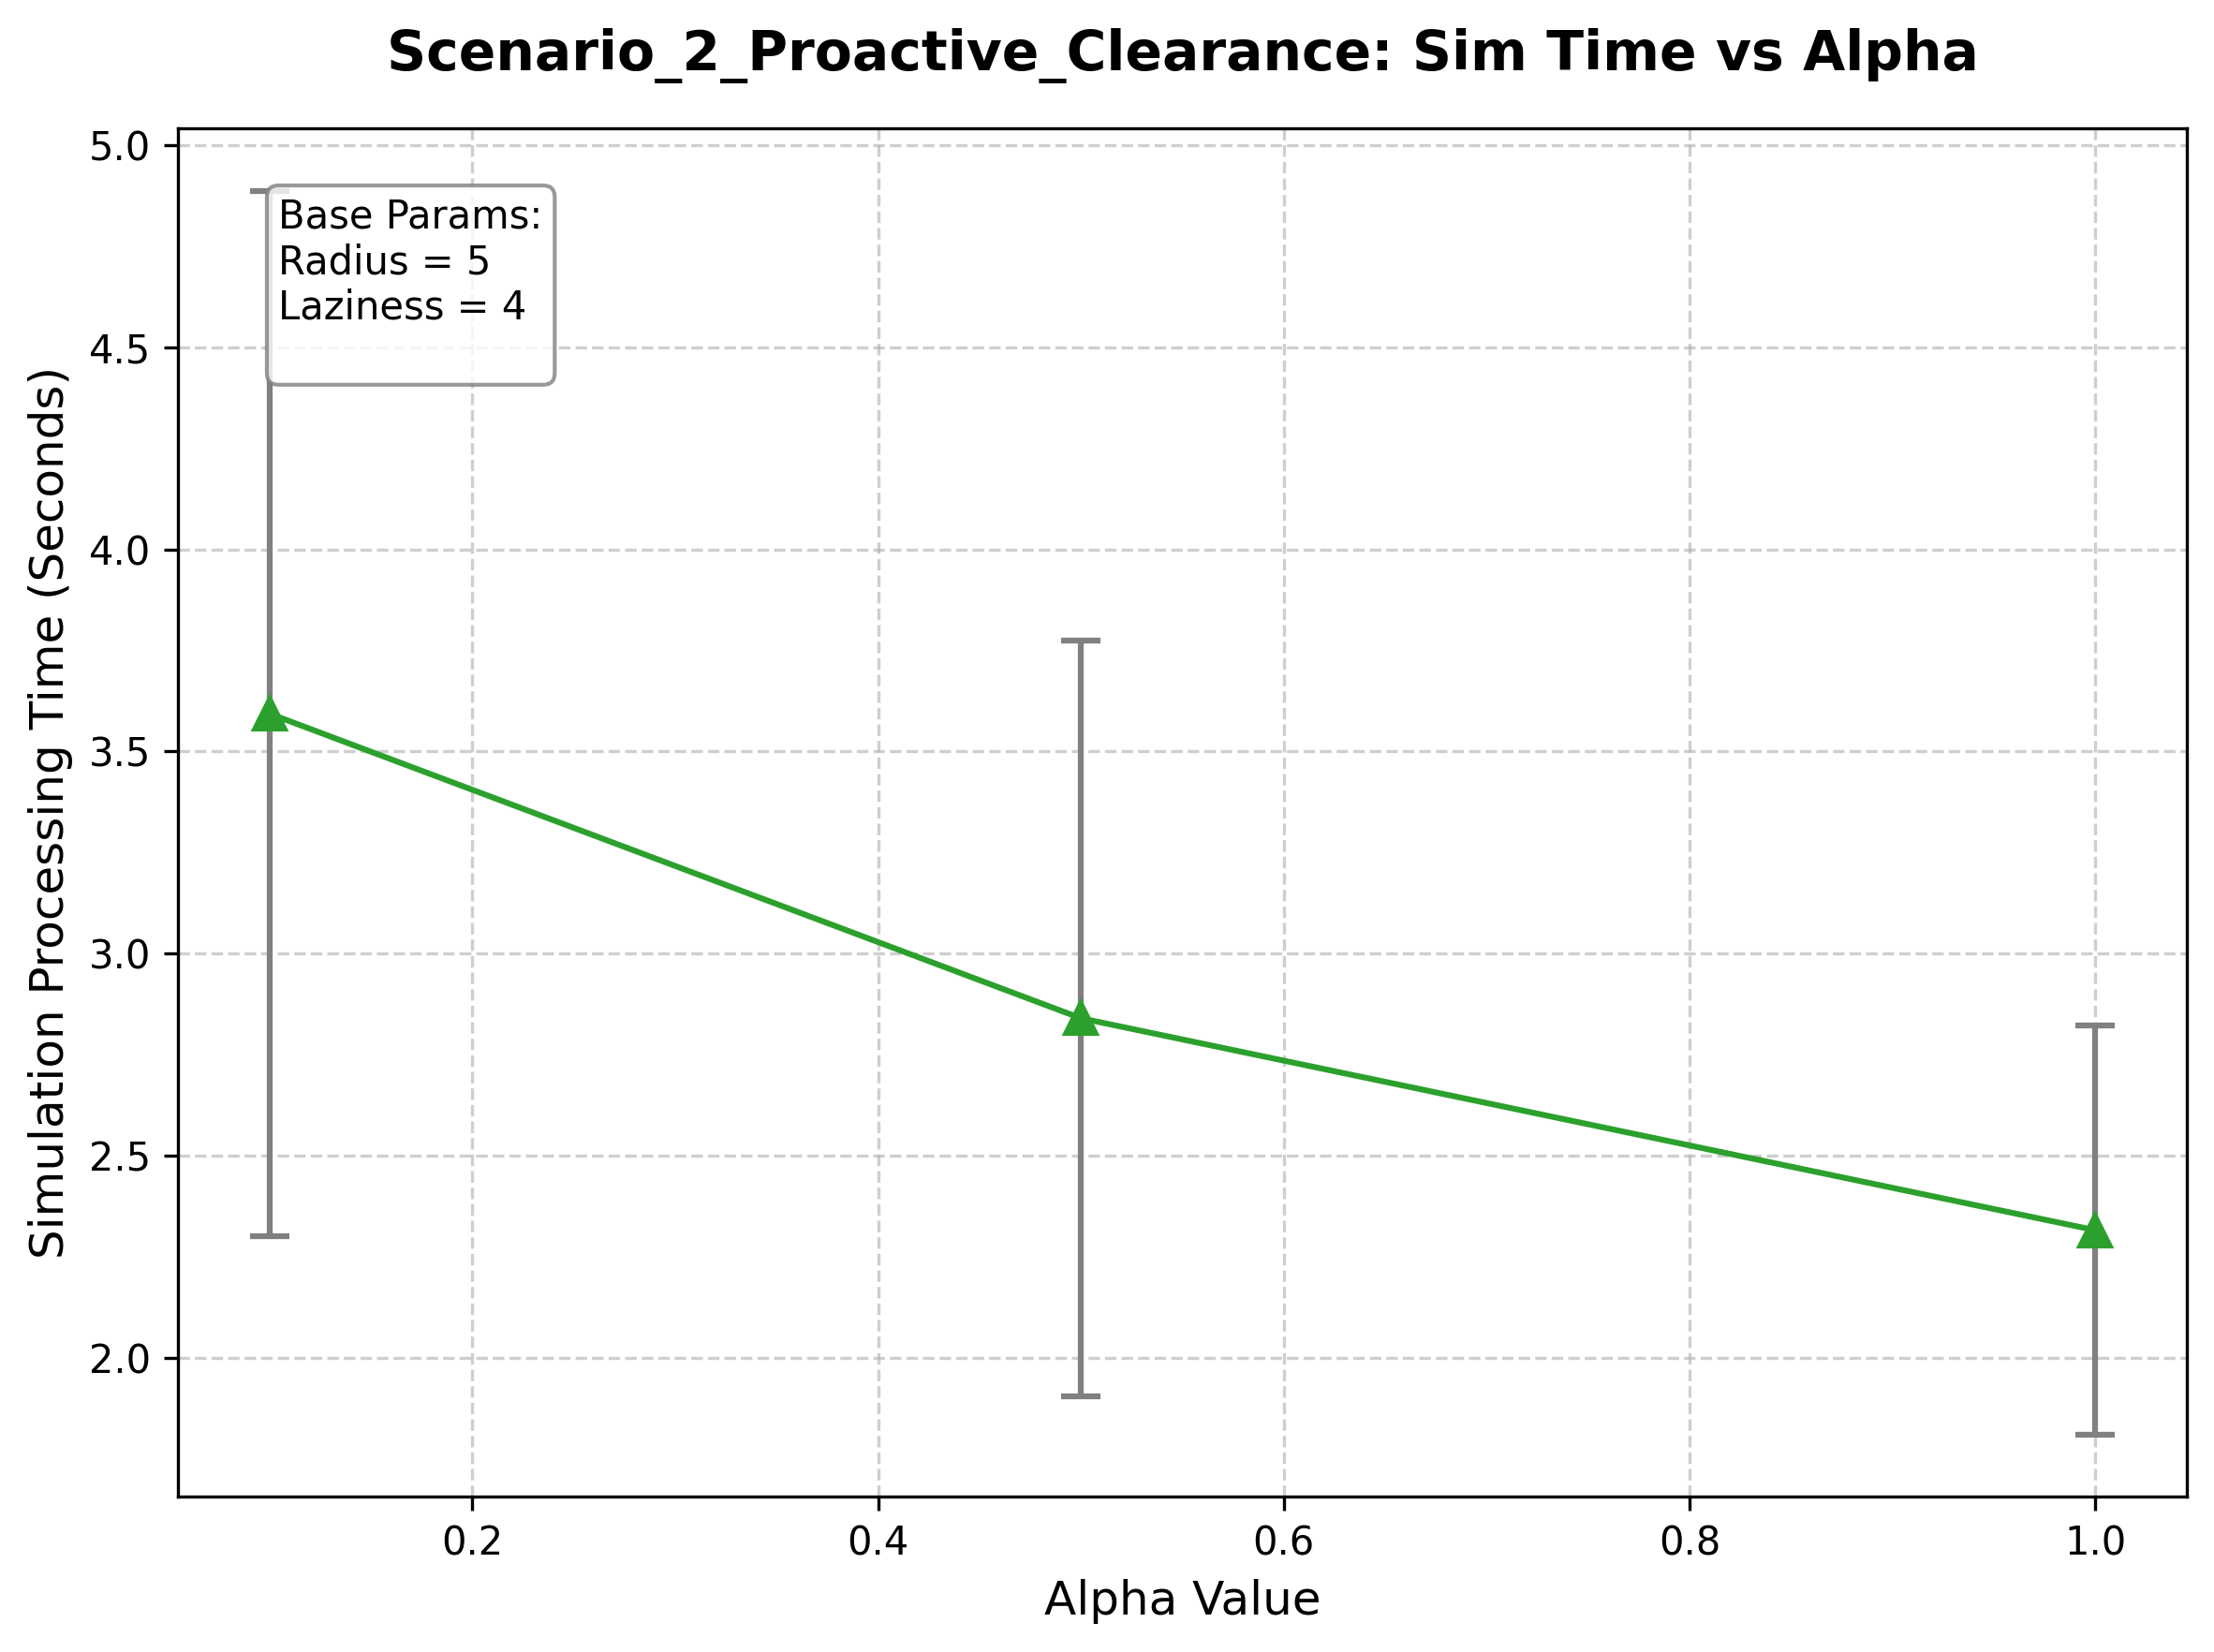 Scenario_2_Proactive_Clearance: Sim Time vs Alpha
5.0
Base Params:
Radius = 5
Laziness = 4
4.5
4.0
3.5
3.0
2.5
2.0
Simulation Processing Time (Seconds)
0.2 0.4 0.6 0.8 1.0
Alpha Value